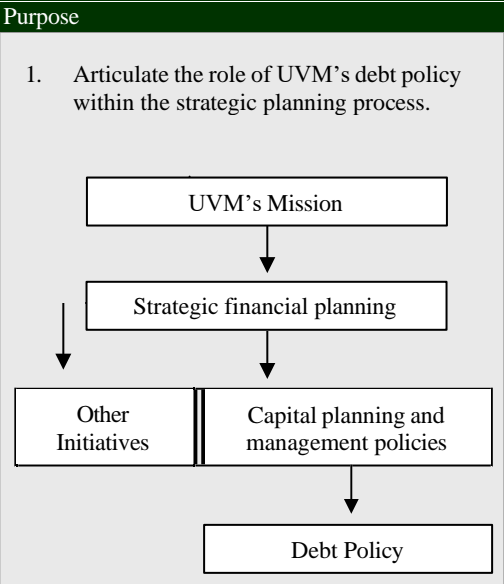 Purpose
1. Articulate the role of UVM's debt policy
within the strategic planning process.
UVM's Mission
Strategic financial planning
Other
Initiatives
Capital planning and
management policies
Debt Policy